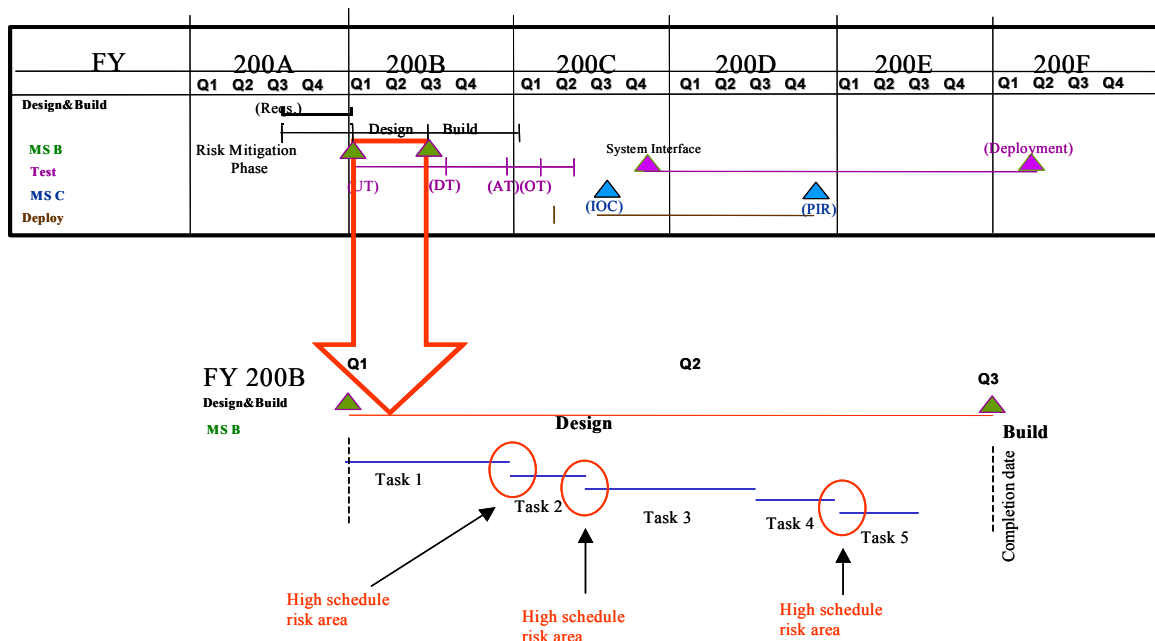 FY 200A 200B 200C 200D 200E 200F
Q1 Q2 Q3 Q4 Q1 Q2 Q3 Q4 Q1 Q2 Q3 Q4 Q1 Q2 Q3 Q4 Q1 Q2 Q3 Q4 Q1 Q2 Q3 Q4
Design&Build (Reqs.)
Design Build
MS B Risk Mitigation Phase System Interface (Deployment)
Test (UT) (DT) (AT)(OT)
MS C (IOC) (PIR)
Deploy
Q1 Q2 Q3
FY 200B
Design&Build
MS B
Design
Build
Task 1
Task 2
Task 3
Task 4
Task 5
Completion date
High schedule
risk area
High schedule
risk area
High schedule
risk area